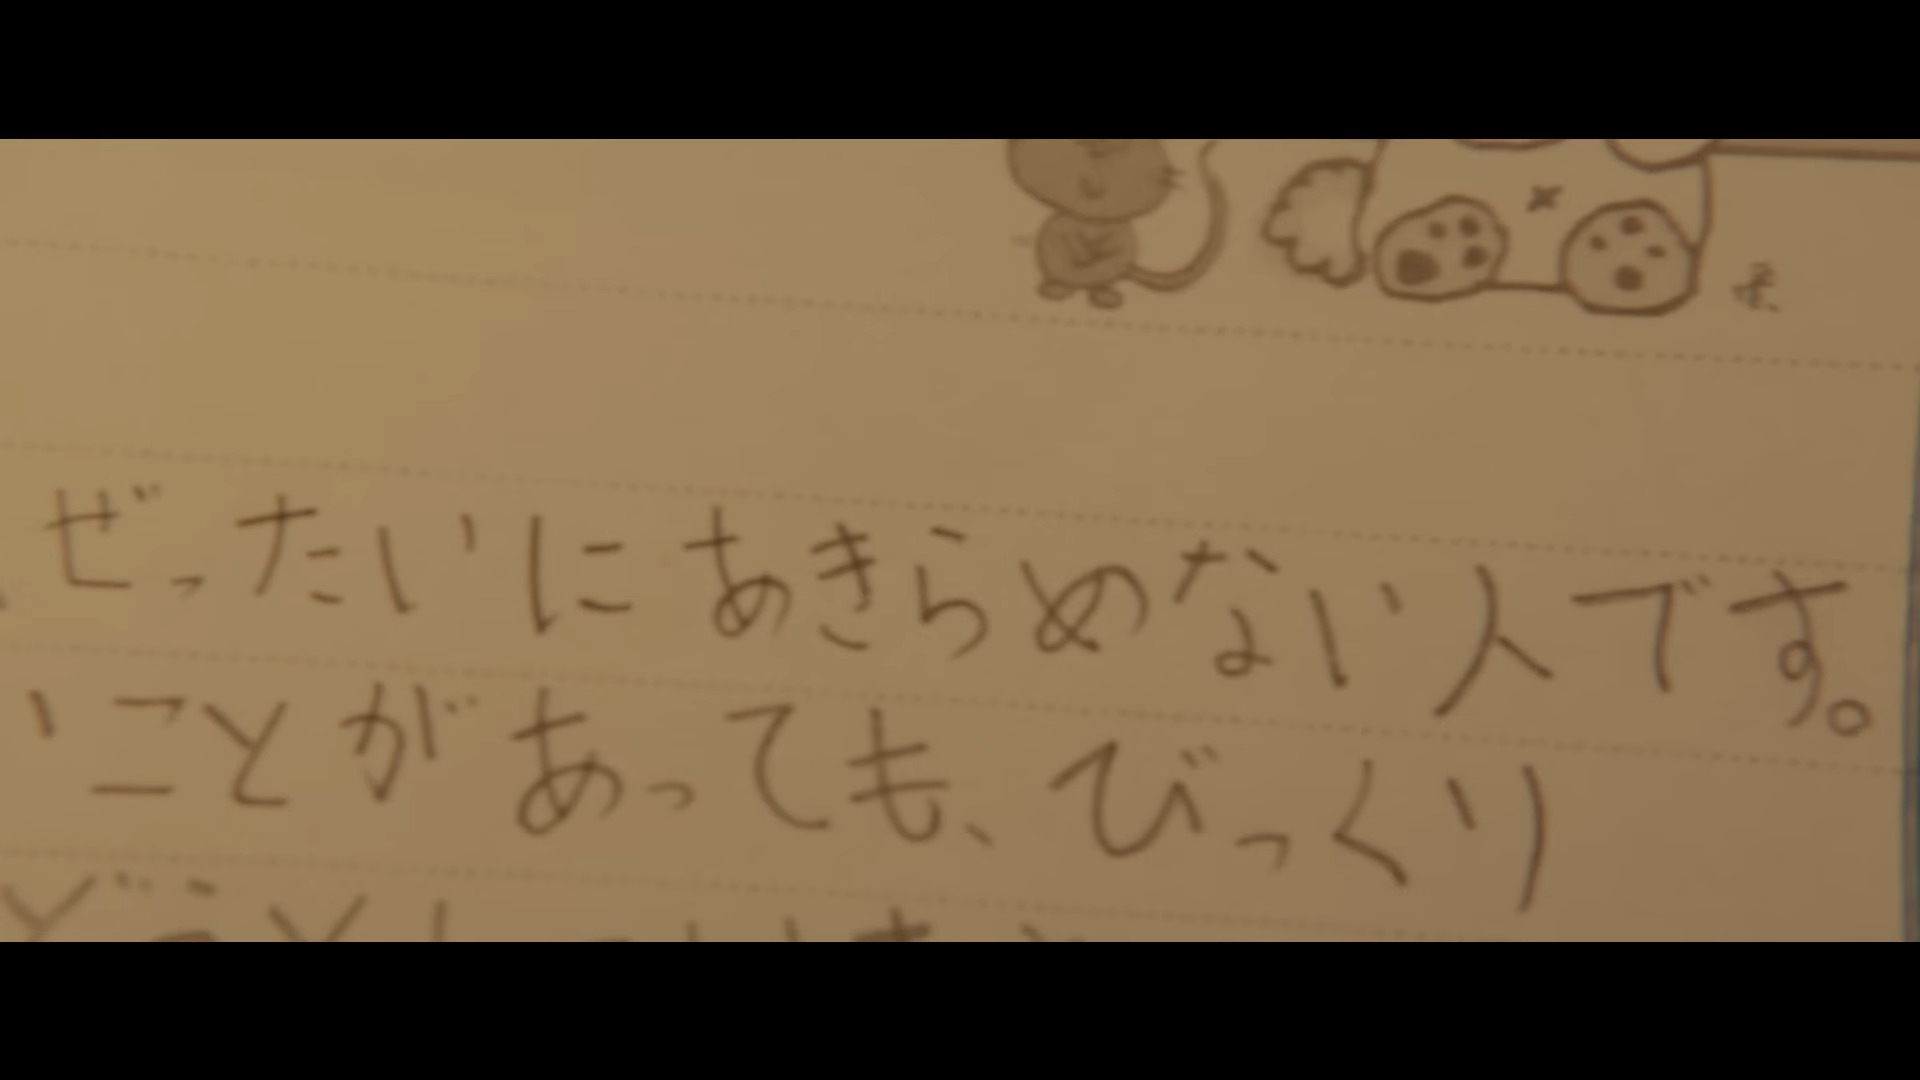 ぜったいにあきらめない人です。
いことがあっても、びっくり